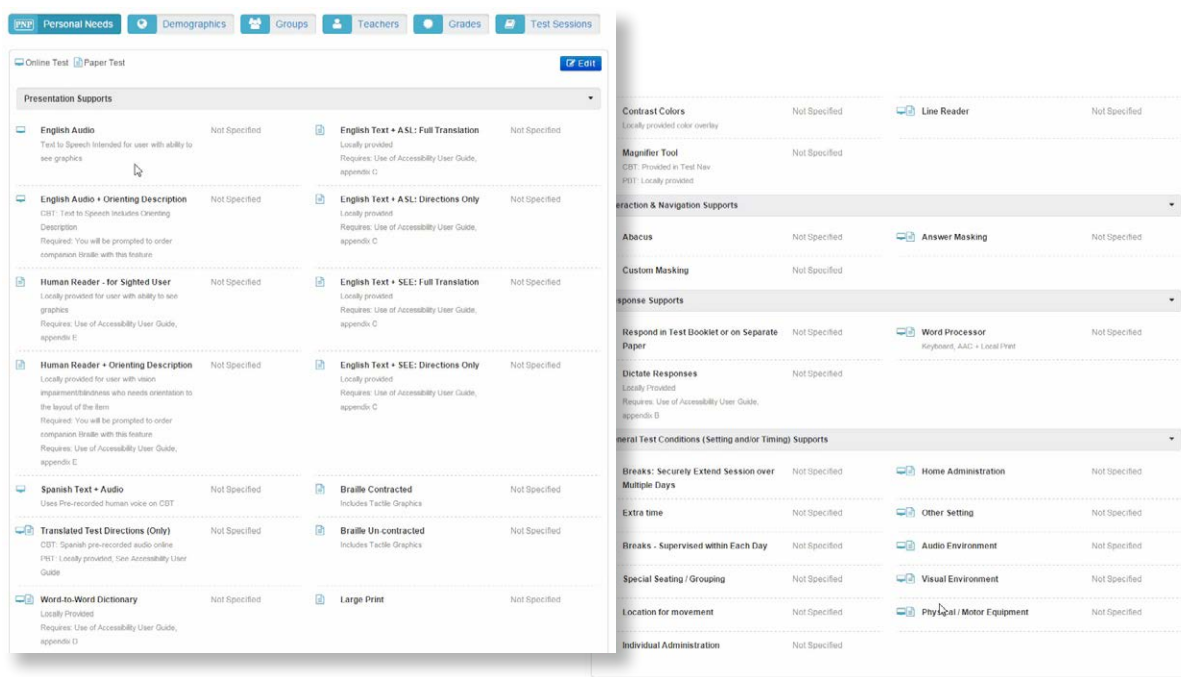 PNP Personal Needs Demographics Groups Teachers Grades Test Sessions
Online Test Paper Test Edit
Presentation Supports
English Audio Not Specified
Text to Speech Intended for user with ability to
see graphics
English Text + ASL: Full Translation Not Specified
Locally provided
Requires: Use of Accessibility User Guide,
appendix C
English Audio + Orienting Description Not Specified
CBT: Text to Speech Includes Orienting
Description
Required: You will be prompted to order
companion Braille with this feature
English Text + ASL: Directions Only Not Specified
Locally provided
Requires: Use of Accessibility User Guide,
appendix C
Human Reader - for Sighted User Not Specified
Locally provided for user with ability to see
graphics
Requires: Use of Accessibility User Guide,
appendix E
English Text + SEE: Full Translation Not Specified
Locally provided
Requires: Use of Accessibility User Guide,
appendix C
Human Reader + Orienting Description Not Specified
Locally provided for user with vision
impairment/blindness who needs orientation to
the layout of the item
Required: You will be prompted to order
companion Braille with this feature
Requires: Use of Accessibility User Guide,
appendix E
English Text + SEE: Directions Only Not Specified
Locally provided
Requires: Use of Accessibility User Guide,
appendix C
Spanish Text + Audio Not Specified
Uses Pre-recorded human voice on CBT
Braille Contracted Not Specified
Includes Tactile Graphics
Translated Test Directions (Only) Not Specified
CBT: Spanish pre-recorded audio online
PBT: Locally provided, See Accessibility User
Guide
Braille Un-contracted Not Specified
Includes Tactile Graphics
Word-to-Word Dictionary Not Specified
Locally Provided
Requires: Use of Accessibility User Guide,
appendix D
Large Print Not Specified
Contrast Colors Not Specified
Locally provided color overlay
Line Reader Not Specified
Magnifier Tool Not Specified
CBT: Provided in Test Nav
PBT: Locally provided
eraction & Navigation Supports
Abacus Not Specified
Answer Masking Not Specified
Custom Masking Not Specified
sponse Supports
Respond in Test Booklet or on Separate Not Specified
Paper
Word Processor Not Specified
Keyboard, AAC + Local Print
Dictate Responses Not Specified
Locally Provided
Requires: Use of Accessibility User Guide,
appendix B
neral Test Conditions (Setting and/or Timing) Supports
Breaks: Securely Extend Session over Not Specified
Multiple Days
Home Administration Not Specified
Extra time Not Specified
Other Setting Not Specified
Breaks - Supervised within Each Day Not Specified
Audio Environment Not Specified
Special Seating / Grouping Not Specified
Visual Environment Not Specified
Location for movement Not Specified
Physical / Motor Equipment Not Specified
Individual Administration Not Specified